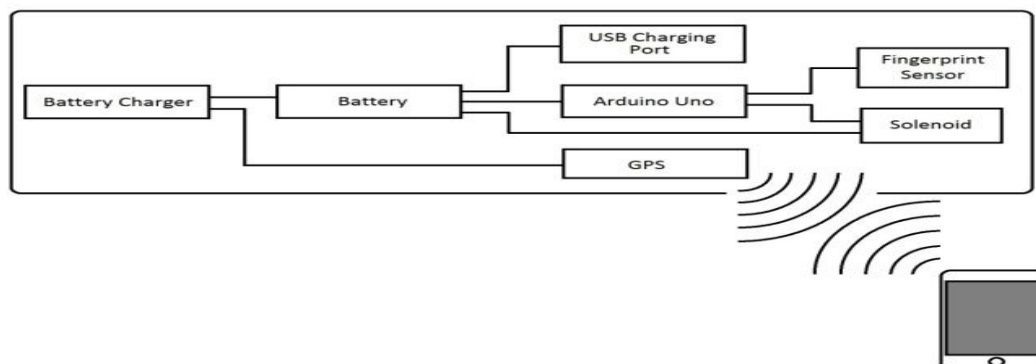 USB Charging
Port
Fingerprint
Sensor
Battery Charger
Battery
Arduino Uno
Solenoid
GPS